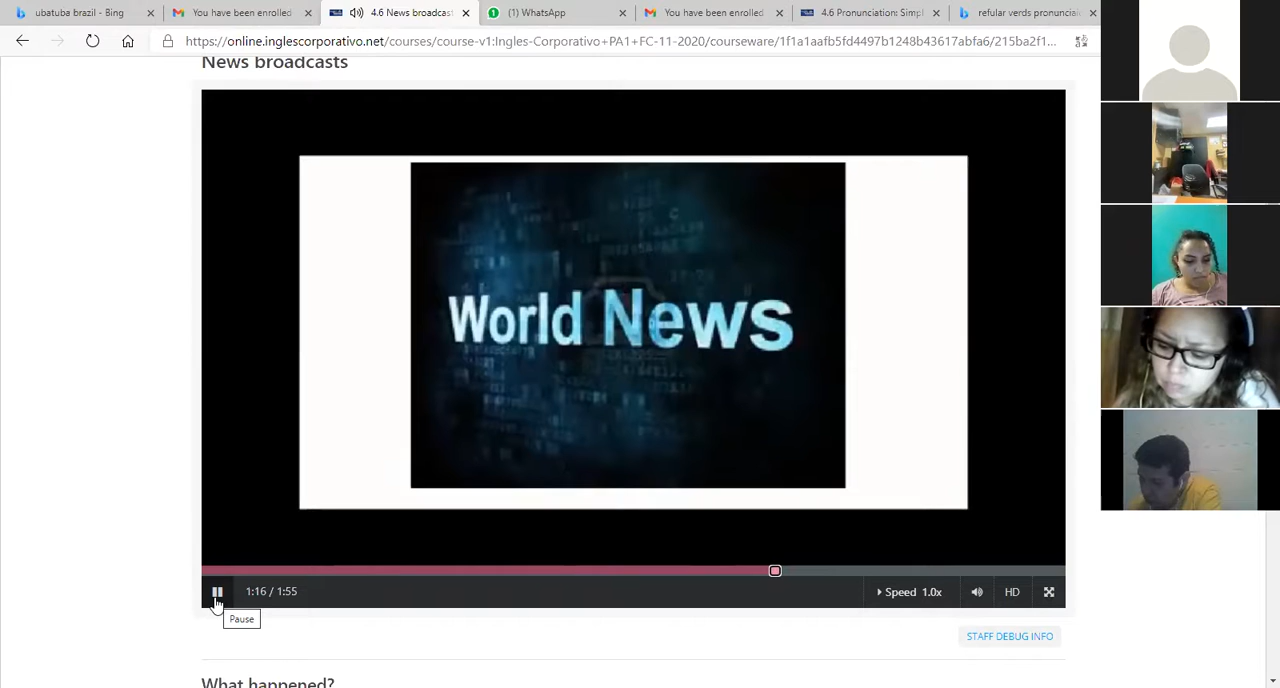 ubatuba brazil - Bing
You have been enrolled
4.6 News broadcast
(1) WhatsApp
You have been enrolled
4.6 Pronunciation: Simpl
refular verds pronunciai
https://online.inglescorporativo.net/courses/course-v1:Ingles-Corporativo+PA1+FC-11-2020/courseware/1f1a1aafb5fd4497b1248b43617abfa6/215ba2f1...
News broadcasts
World News
1:16 / 1:55
Speed 1.0x
HD
Pause
STAFF DEBUG INFO
What happened?